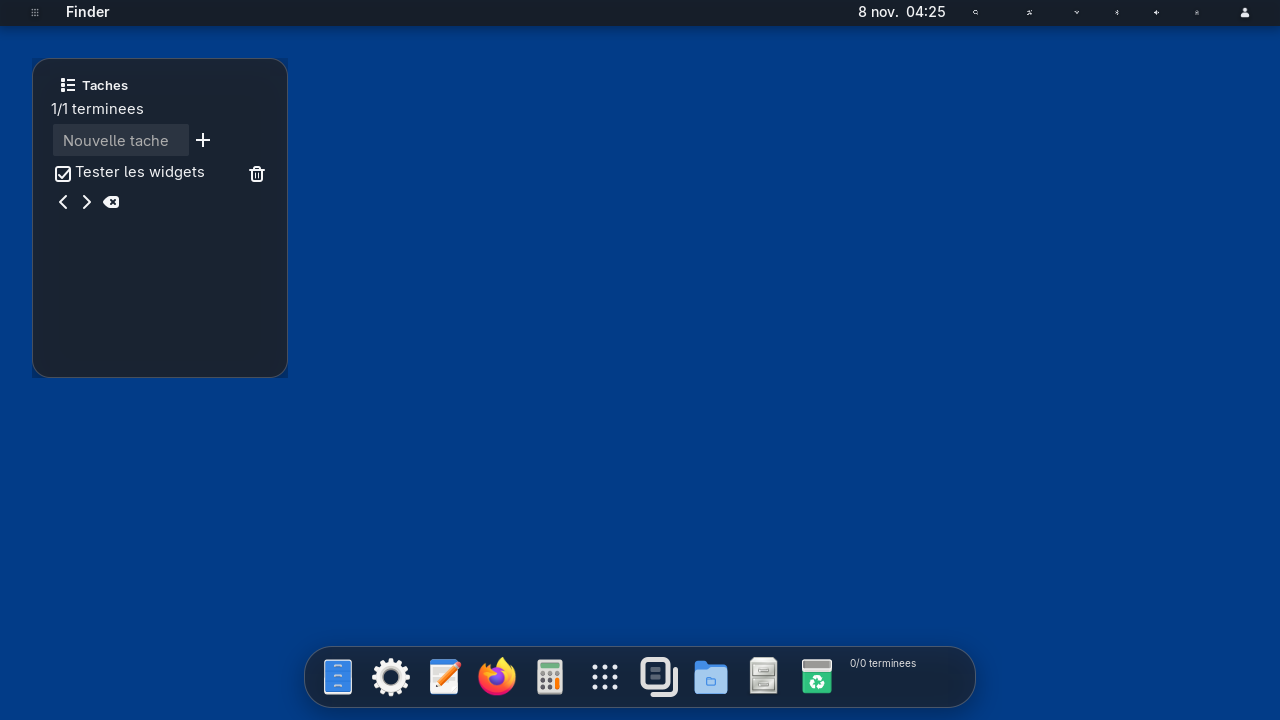 Finder
8 nov.  04:25
Taches
1/1 terminees
Nouvelle tache
Tester les widgets
0/0 terminees